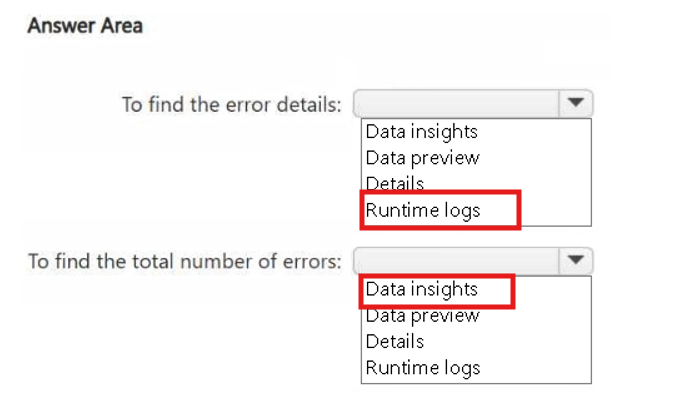 Answer Area
To find the error details:
Data insights
Data preview
Details
Runtime logs
To find the total number of errors:
Data insights
Data preview
Details
Runtime logs